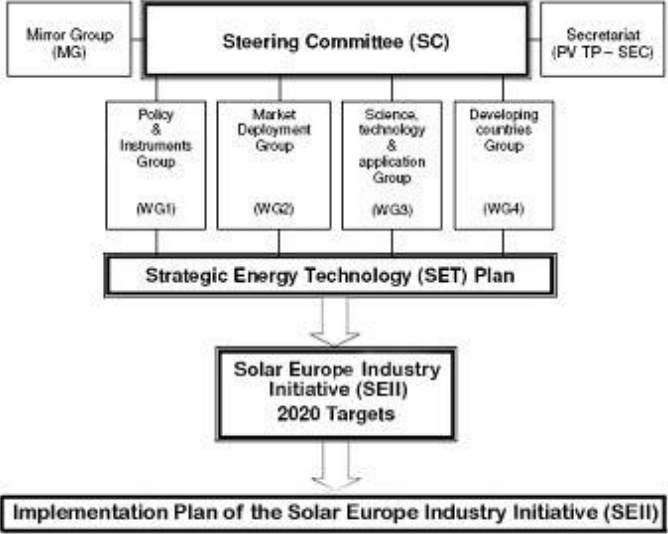 Mirror Group
(MG)
Steering Committee (SC)
Secretariat
(PV TP – SEC)
Policy
&
Instruments
Group
(WG1)
Market
Deployment
Group
(WG2)
Science,
technology
&
application
Group
(WG3)
Developing
countries
Group
(WG4)
Strategic Energy Technology (SET) Plan
Solar Europe Industry
Initiative (SEII)
2020 Targets
Implementation Plan of the Solar Europe Industry Initiative (SEII)